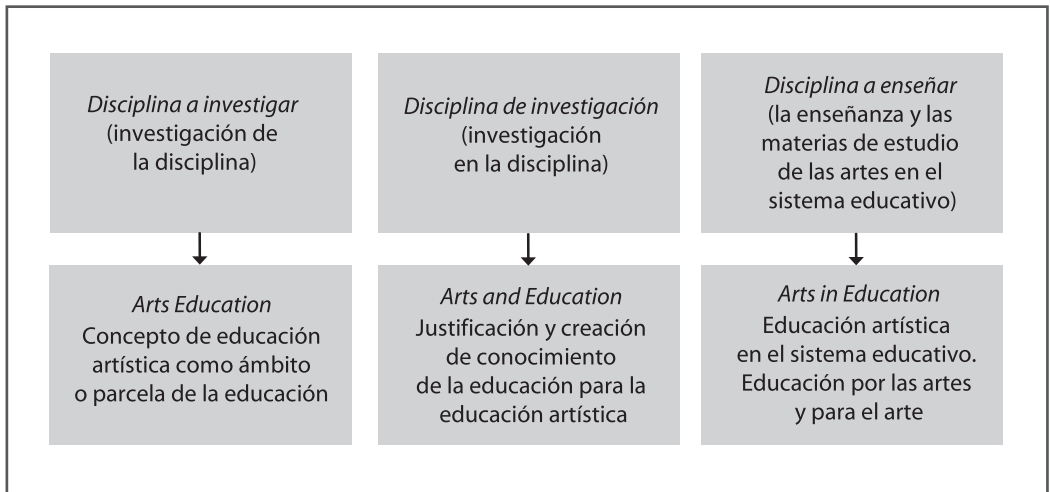 Disciplina a investigar
(investigación de
la disciplina)
Disciplina de investigación
(investigación
en la disciplina)
Disciplina a enseñar
(la enseñanza y las
materias de estudio
de las artes en el
sistema educativo)
Arts Education
Concepto de educación
artística como ámbito
o parcela de la educación
Arts and Education
Justificación y creación
de conocimiento
de la educación para la
educación artística
Arts in Education
Educación artística
en el sistema educativo.
Educación por las artes
y para el arte